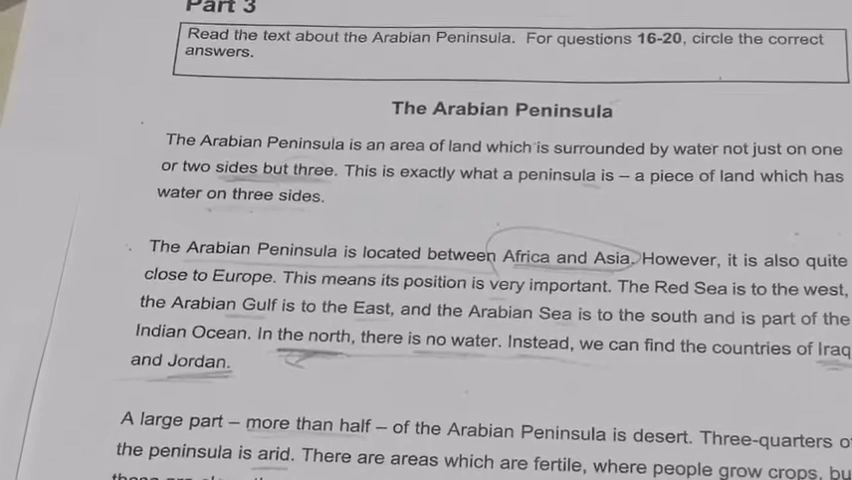 Part 3
Read the text about the Arabian Peninsula. For questions 16-20, circle the correct
answers.
The Arabian Peninsula
The Arabian Peninsula is an area of land which is surrounded by water not just on one
or two sides but three. This is exactly what a peninsula is – a piece of land which has
water on three sides.
The Arabian Peninsula is located between Africa and Asia. However, it is also quite
close to Europe. This means its position is very important. The Red Sea is to the west,
the Arabian Gulf is to the East, and the Arabian Sea is to the south and is part of the
Indian Ocean. In the north, there is no water. Instead, we can find the countries of Iraq
and Jordan.
A large part – more than half – of the Arabian Peninsula is desert. Three-quarters of
the peninsula is arid. There are areas which are fertile, where people grow crops, bu